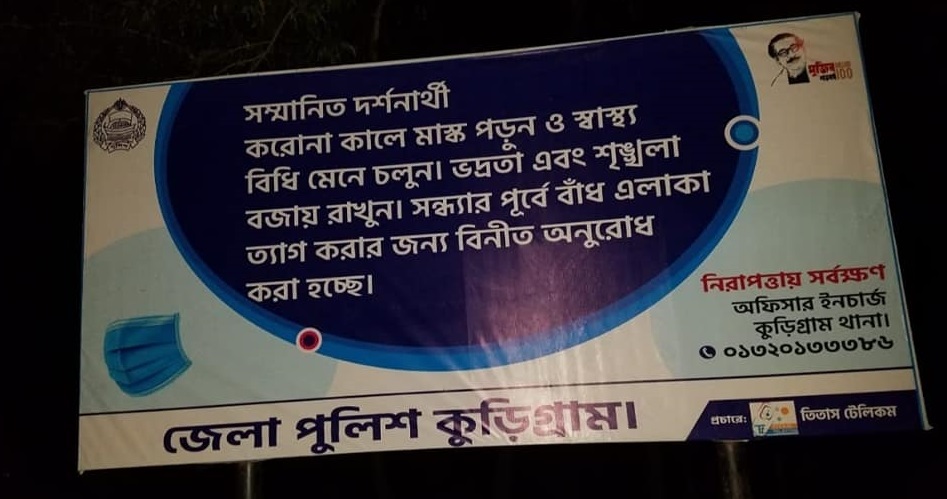 সম্মানিত দর্শনার্থী
করোনা কালে মাস্ক পড়ুন ও স্বাস্থ্য
বিধি মেনে চলুন। ভদ্রতা এবং শৃঙ্খলা
বজায় রাখুন। সন্ধ্যার পূর্বে বাঁধ এলাকা
ত্যাগ করার জন্য বিনীত অনুরোধ
করা হচ্ছে।
মুজিব
100
নিরাপত্তায় সর্বক্ষণ
অফিসার ইনচার্জ
কুড়িগ্রাম থানা।
০১৩২০১৩৩৩৮৬
জেলা পুলিশ কুড়িগ্রাম।
প্রচারে:
তিতাস টেলিকম